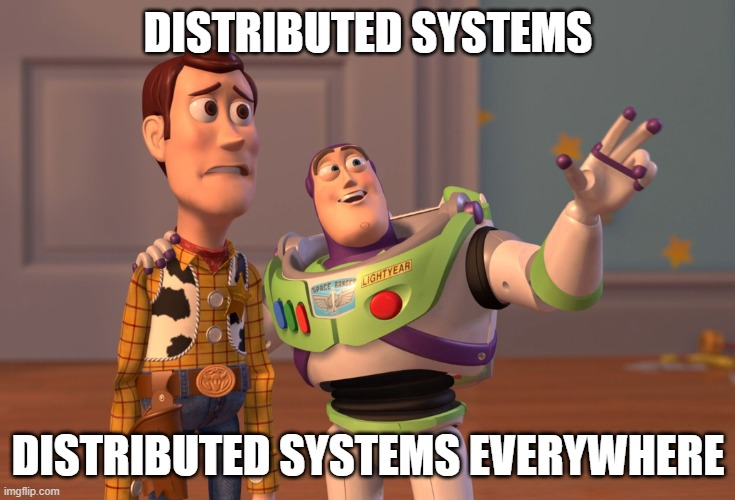 DISTRIBUTED SYSTEMS
SPACE RANGER
LIGHTYEAR
DISTRIBUTED SYSTEMS EVERYWHERE
imgflip.com